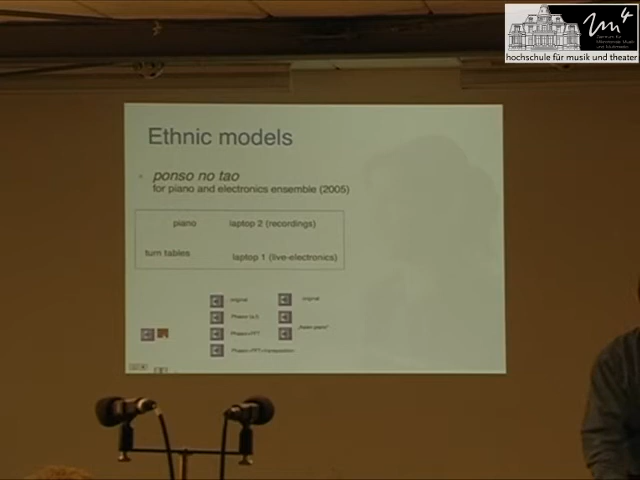 hochschule für musik und theater
Ethnic models
ponso no tao
for piano and electronics ensemble (2005)
piano
laptop 2 (recordings)
turn tables
laptop 1 (live-electronics)
original
original